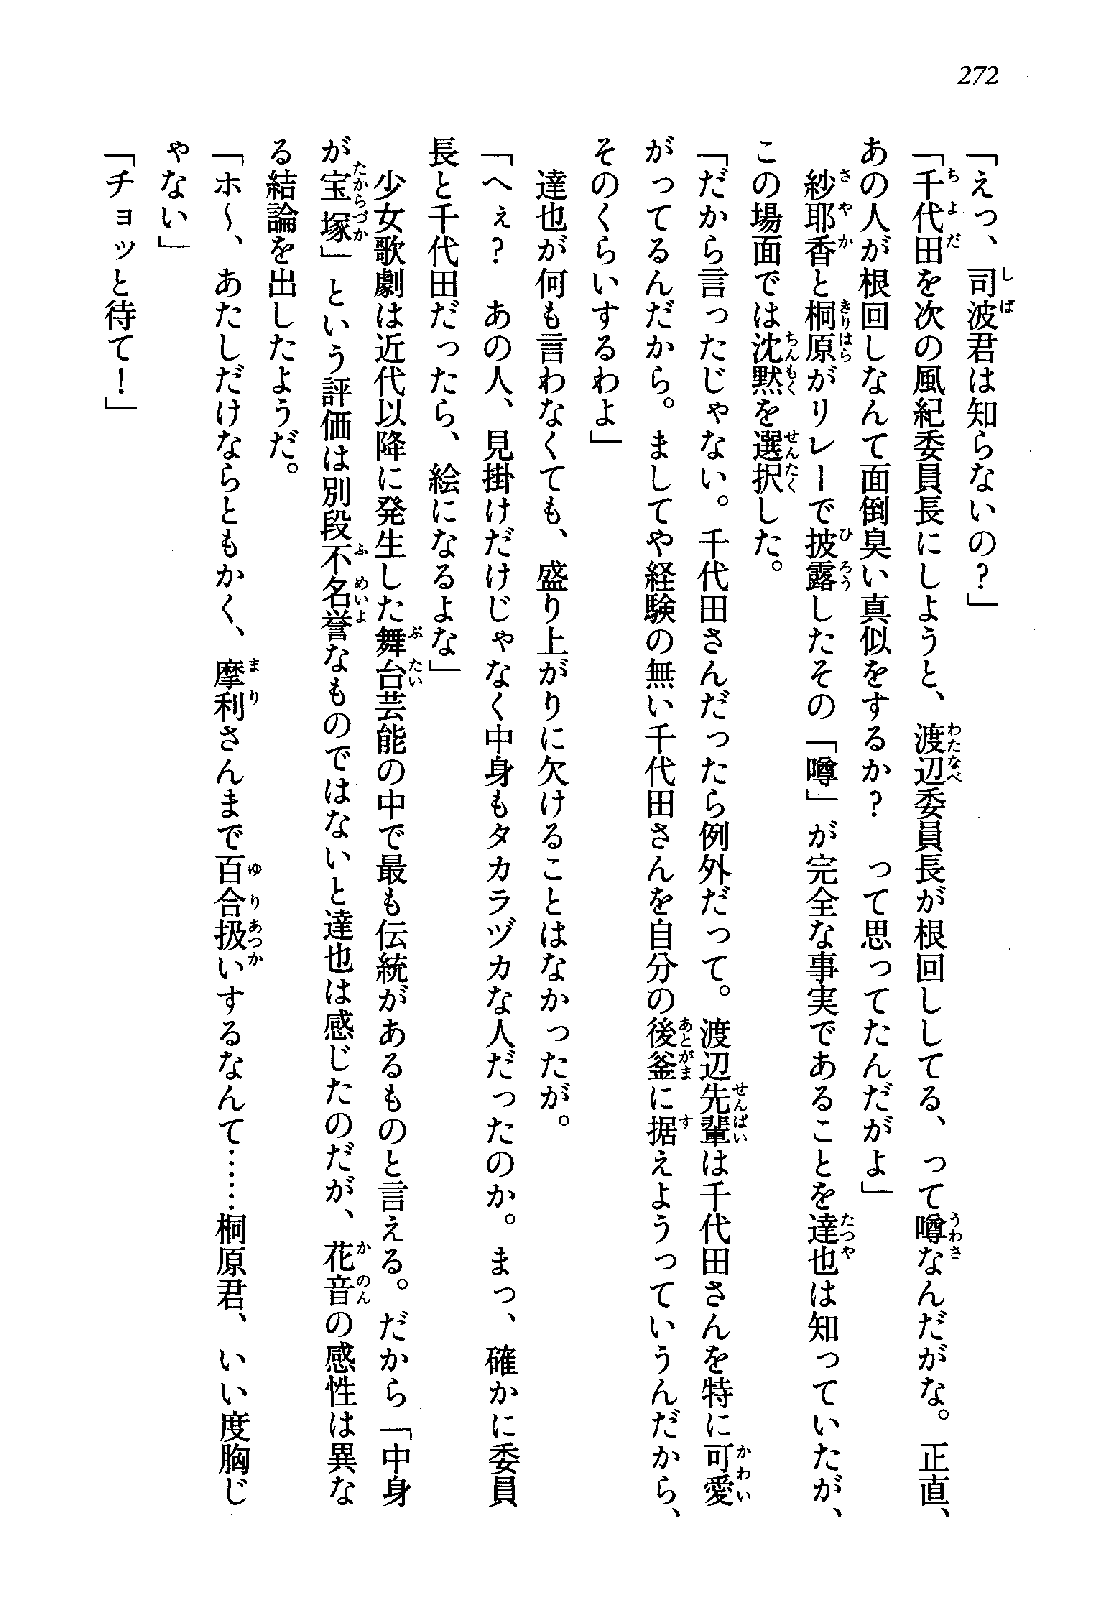 272
「えっ、司波君は知らないの？」
「千代田を次の風紀委員長にしようと、渡辺委員長が根回ししてる、って噂なんだがな。正直、
あの人が根回しなんて面倒臭い真似をするか？　って思ってたんだがよ」
　紗耶香と桐原がリレーで披露したその「噂」が完全な事実であることを達也は知っていたが、
この場面では沈黙を選択した。
「だから言ったじゃない。千代田さんだったら例外だって。渡辺先輩は千代田さんを特に可愛
がってるんだから。ましてや経験の無い千代田さんを自分の後釜に据えようっていうんだから、
そのくらいするわよ」
　達也が何も言わなくても、盛り上がりに欠けることはなかったが。
「へぇ？　あの人、見掛けだけじゃなく中身もタカラヅカな人だったのか。まっ、確かに委員
長と千代田だったら、絵になるよな」
　少女歌劇は近代以降に発生した舞台芸能の中で最も伝統があるものと言える。だから「中身
が宝塚」という評価は別段不名誉なものではないと達也は感じたのだが、花音の感性は異な
る結論を出したようだ。
「ホ～、あたしだけならともかく、摩利さんまで百合扱いするなんて……桐原君、いい度胸じ
ゃない」
「チョッと待て！」